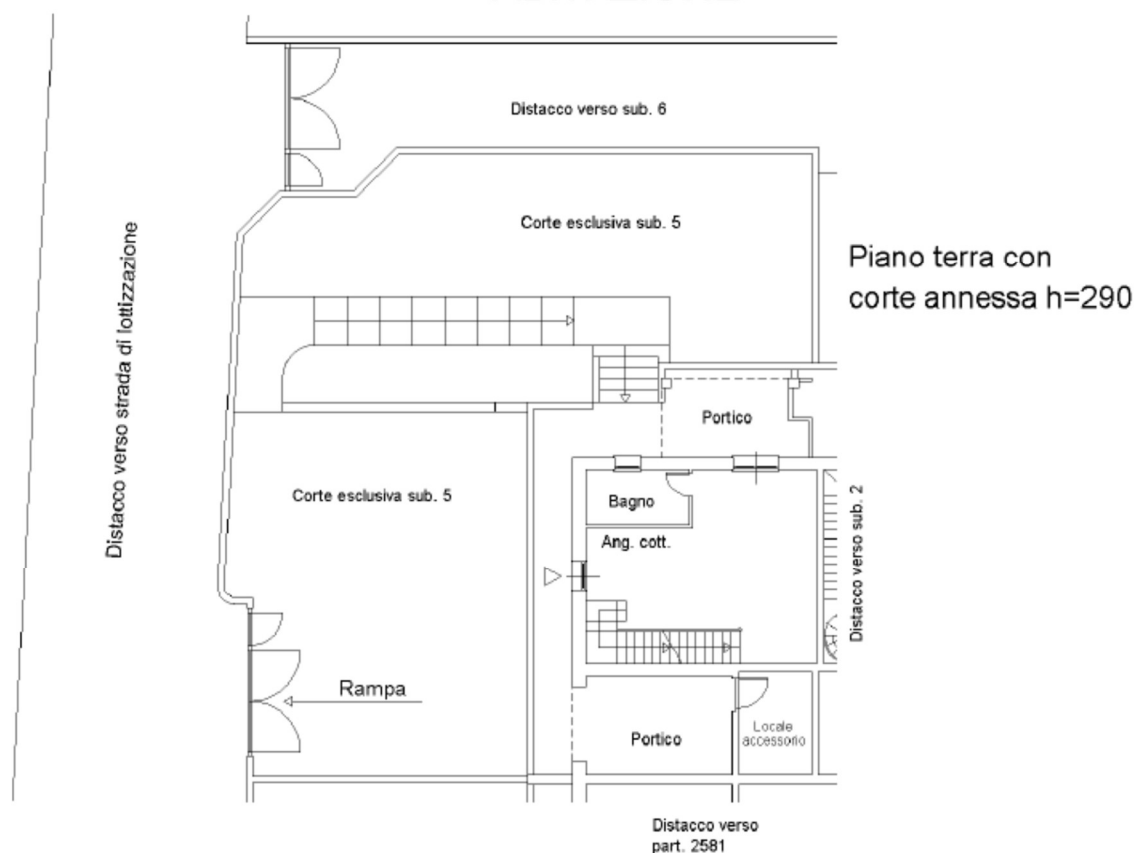 Distacco verso sub. 6
Corte esclusiva sub. 5
Piano terra con
corte annessa h=290
Distacco verso strada di lottizzazione
Portico
Corte esclusiva sub. 5
Bagno
Ang. cott.
Distacco verso sub. 2
Rampa
Portico
Locale
accessorio
Distacco verso
part. 2581